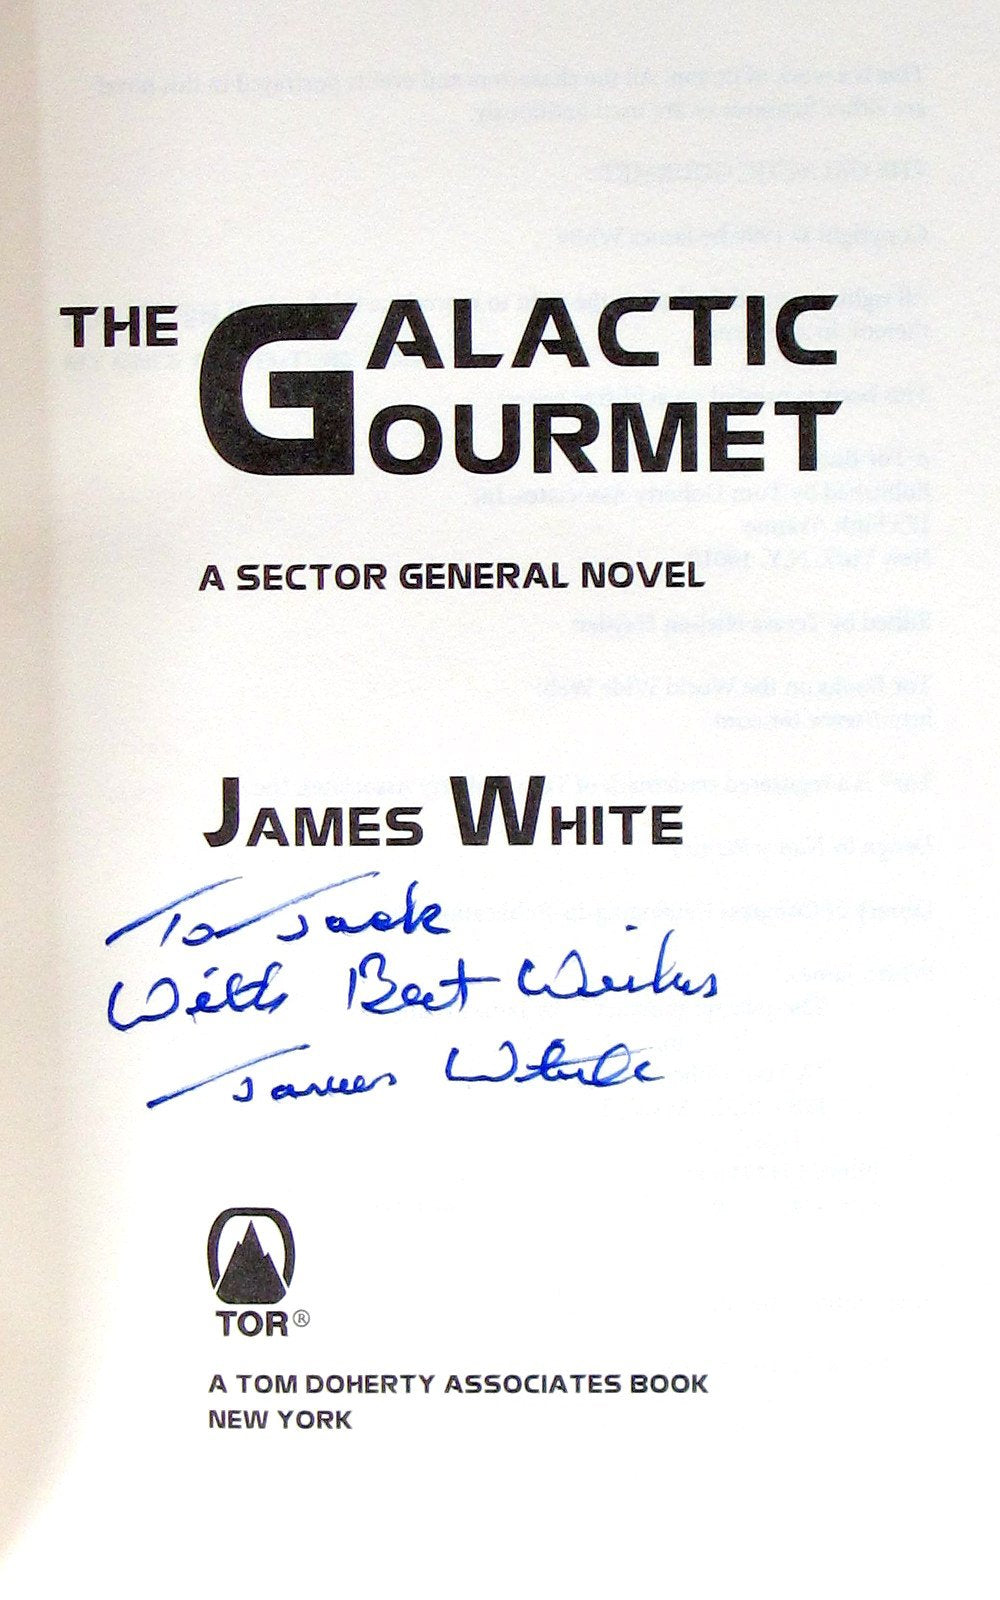 THE GALACTIC
GOURMET
A SECTOR GENERAL NOVEL
JAMES WHITE
To Jack
With Best Wishes
James White
TOR®
A TOM DOHERTY ASSOCIATES BOOK
NEW YORK